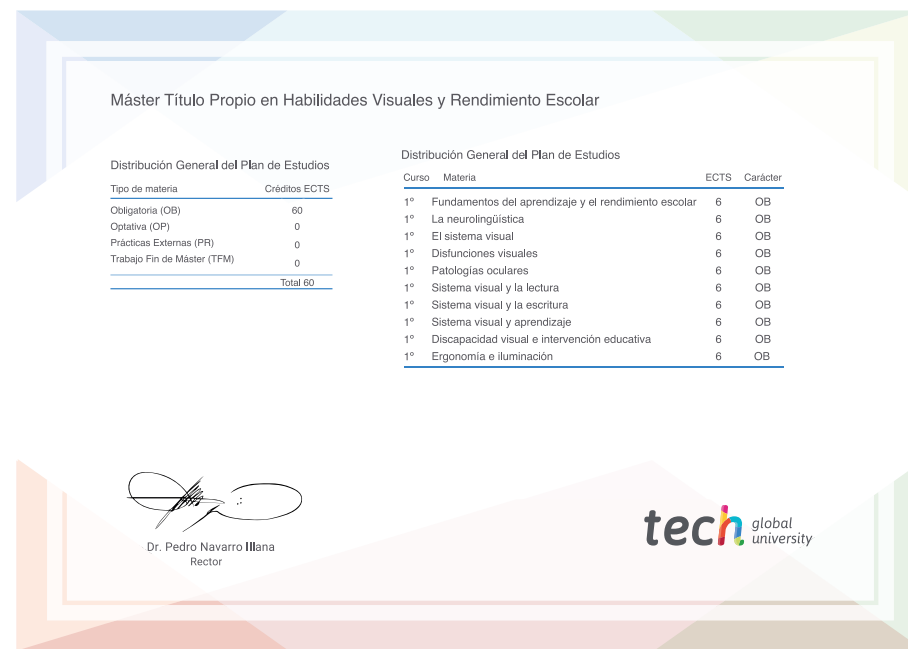 Máster Título Propio en Habilidades Visuales y Rendimiento Escolar
Distribución General del Plan de Estudios
Tipo de materia Créditos ECTS
Obligatoria (OB) 60
Optativa (OP) 0
Prácticas Externas (PR) 0
Trabajo Fin de Máster (TFM) 0
Total 60
Distribución General del Plan de Estudios
Curso Materia ECTS Carácter
1º Fundamentos del aprendizaje y el rendimiento escolar 6 OB
1º La neurolingüística 6 OB
1º El sistema visual 6 OB
1º Disfunciones visuales 6 OB
1º Patologías oculares 6 OB
1º Sistema visual y la lectura 6 OB
1º Sistema visual y la escritura 6 OB
1º Sistema visual y aprendizaje 6 OB
1º Discapacidad visual e intervención educativa 6 OB
1º Ergonomía e iluminación 6 OB
Dr. Pedro Navarro Illana
Rector
tech global
university